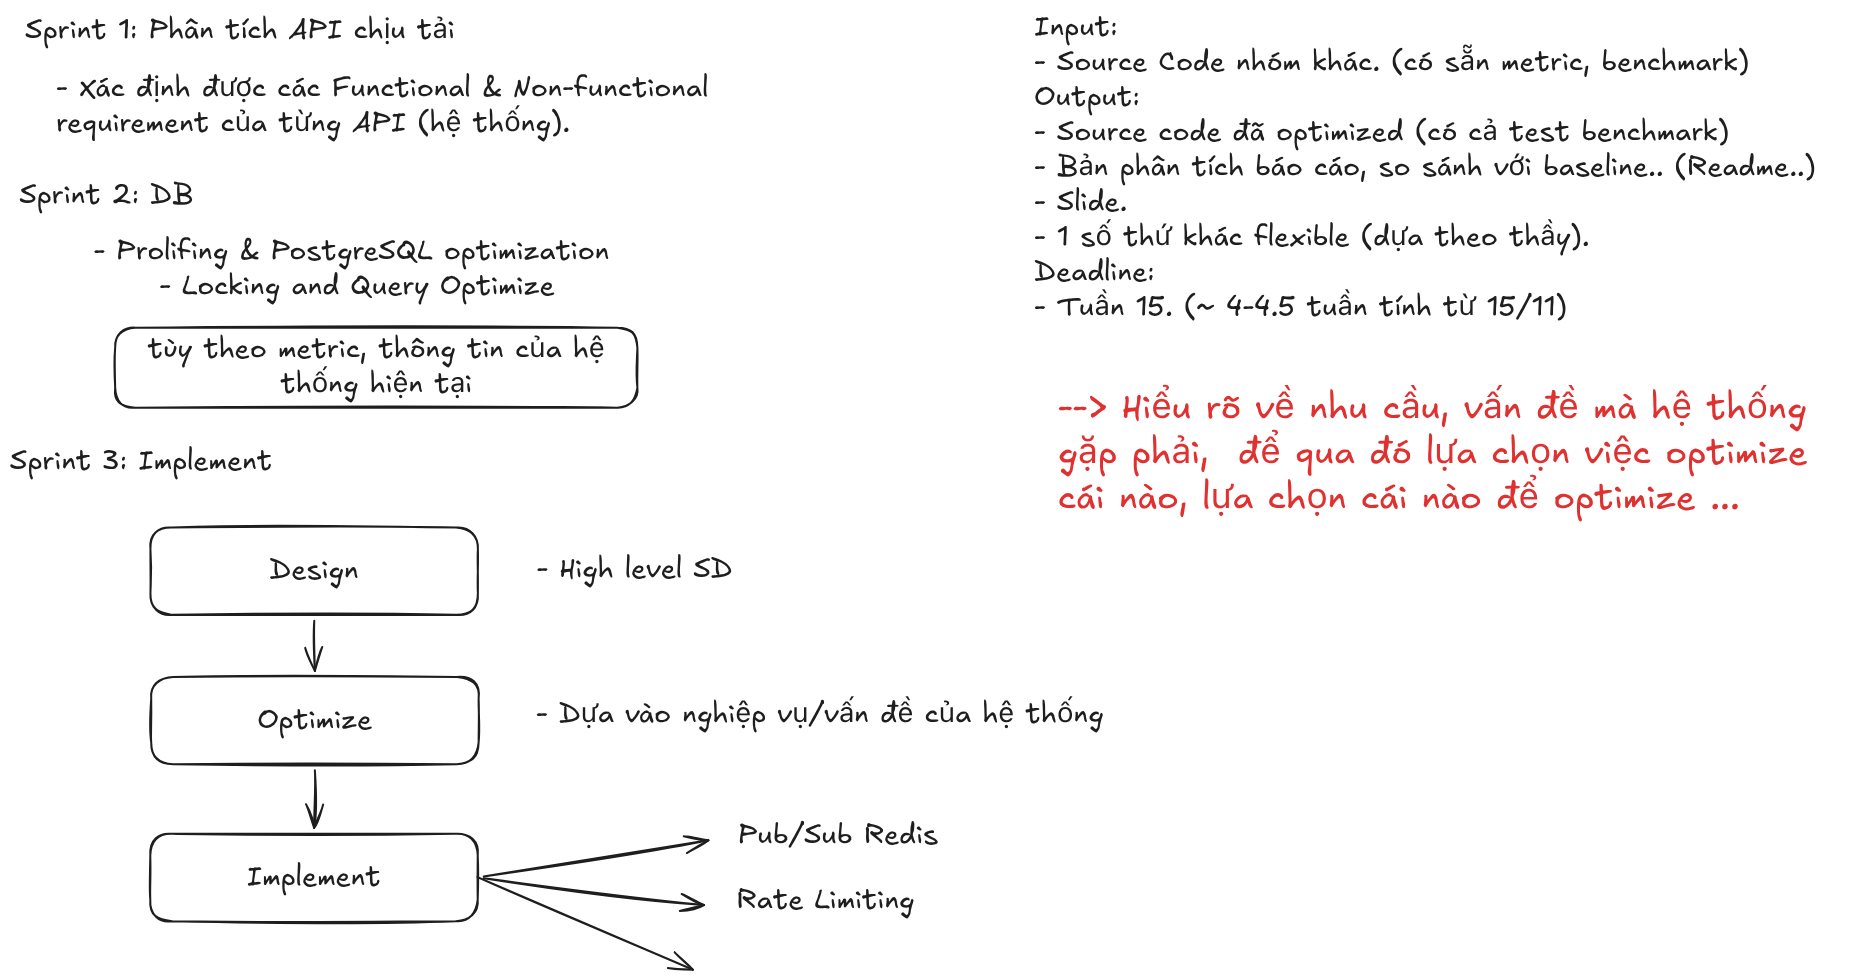 Sprint 1: Phân tích API chịu tải
- Xác định được các Functional & Non-functional
requirement của từng API (hệ thống).
Sprint 2: DB
- Prolifing & PostgreSQL optimization
- Locking and Query Optimize
tùy theo metric, thông tin của hệ
thống hiện tại
Sprint 3: Implement
Design
- High level SD
Optimize
- Dựa vào nghiệp vụ/vấn đề của hệ thống
Implement
Pub/Sub Redis
Rate Limiting
Input:
- Source Code nhóm khác. (có sẵn metric, benchmark)
Output:
- Source code đã optimized (có cả test benchmark)
- Bản phân tích báo cáo, so sánh với baseline.. (Readme..)
- Slide.
- 1 số thứ khác flexible (dựa theo thầy).
Deadline:
- Tuần 15. (~ 4-4.5 tuần tính từ 15/11)
--> Hiểu rõ về nhu cầu, vấn đề mà hệ thống
gặp phải, để qua đó lựa chọn việc optimize
cái nào, lựa chọn cái nào để optimize ...